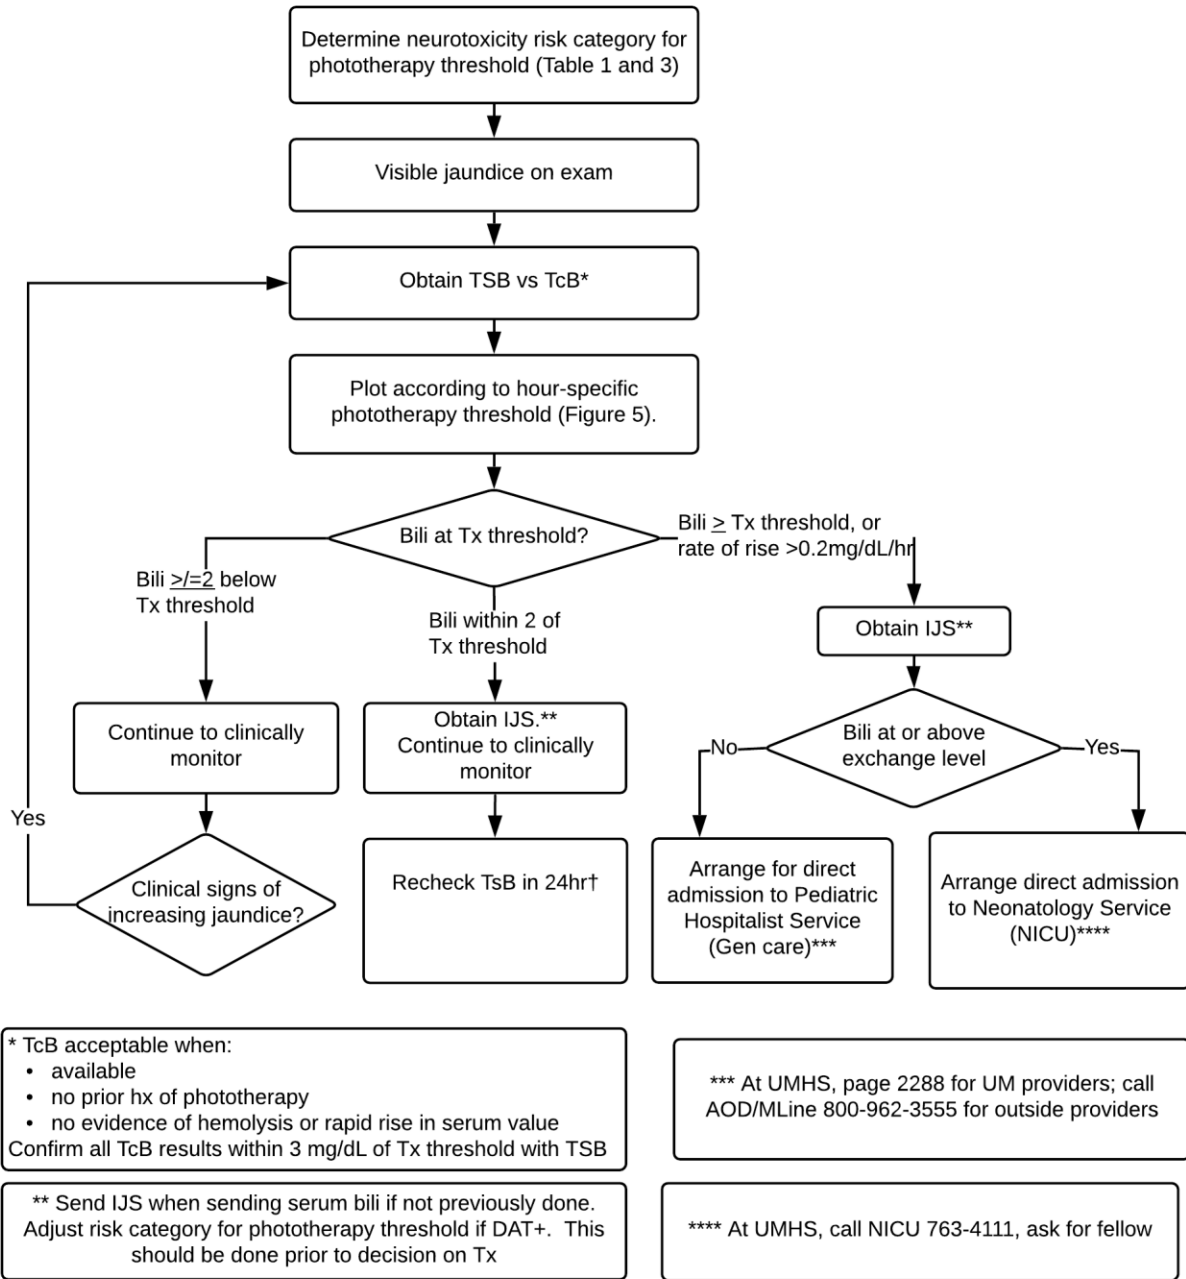 Determine neurotoxicity risk category for
phototherapy threshold (Table 1 and 3)
Visible jaundice on exam
Obtain TSB vs TcB*
Plot according to hour-specific
phototherapy threshold (Figure 5).
Bili at Tx threshold?
Bili >/=2 below
Tx threshold
Bili within 2 of
Tx threshold
Bili > Tx threshold, or
rate of rise >0.2mg/dL/hr
Obtain IJS**
Continue to clinically
monitor
Obtain IJS.**
Continue to clinically
monitor
Bili at or above
exchange level
No
Yes
Yes
Clinical signs of
increasing jaundice?
Recheck TsB in 24hr†
Arrange for direct
admission to Pediatric
Hospitalist Service
(Gen care)***
Arrange direct admission
to Neonatology Service
(NICU)****
* TcB acceptable when:
• available
• no prior hx of phototherapy
• no evidence of hemolysis or rapid rise in serum value
Confirm all TcB results within 3 mg/dL of Tx threshold with TSB
*** At UMHS, page 2288 for UM providers; call
AOD/MLine 800-962-3555 for outside providers
** Send IJS when sending serum bili if not previously done.
Adjust risk category for phototherapy threshold if DAT+. This
should be done prior to decision on Tx
**** At UMHS, call NICU 763-4111, ask for fellow